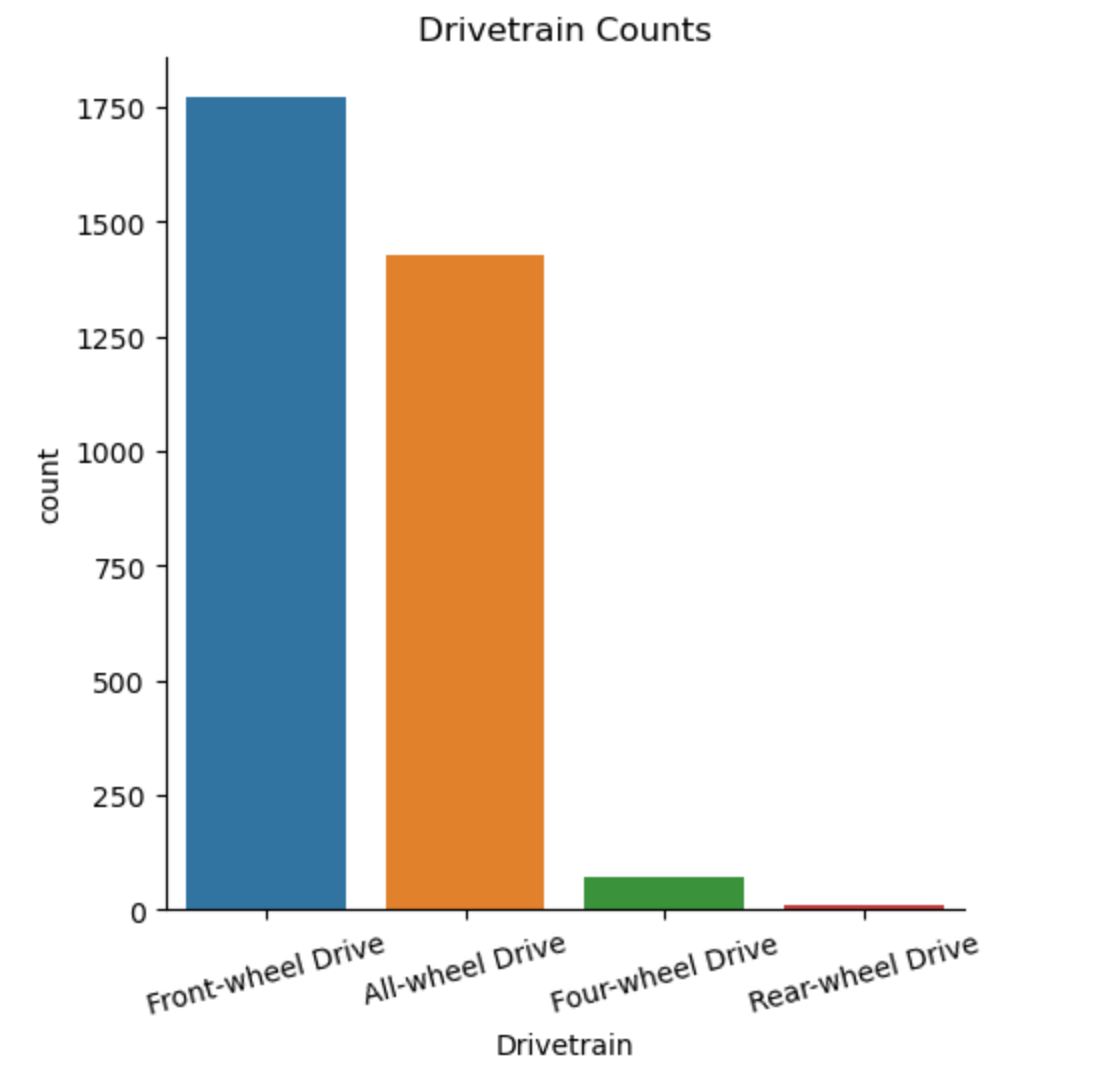 Drivetrain Counts
1750
1500
1250
1000
750
500
250
0
count
Front-wheel Drive
All-wheel Drive
Four-wheel Drive
Rear-wheel Drive
Drivetrain